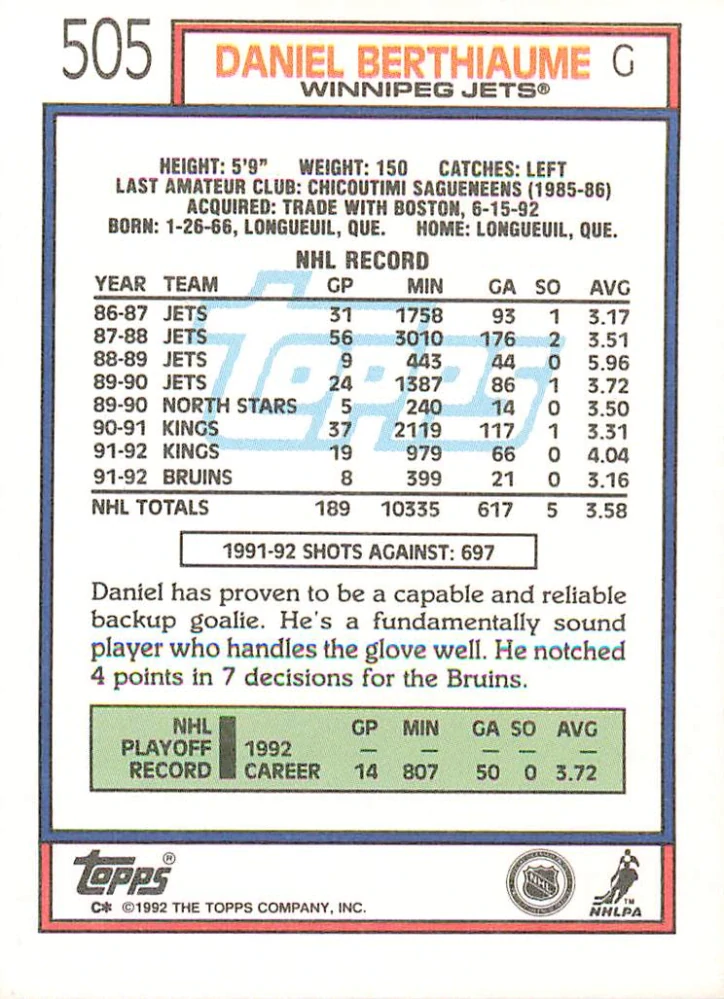 505
DANIEL BERTHIAUME G
WINNIPEG JETS®
HEIGHT: 5'9" WEIGHT: 150 CATCHES: LEFT
LAST AMATEUR CLUB: CHICOUTIMI SAGUENEENS (1985-86)
ACQUIRED: TRADE WITH BOSTON, 6-15-92
BORN: 1-26-66, LONGUEUIL, QUE. HOME: LONGUEUIL, QUE.
NHL RECORD
YEAR TEAM GP MIN GA SO AVG
86-87 JETS 31 1758 93 1 3.17
87-88 JETS 56 3010 176 2 3.51
88-89 JETS 9 443 44 0 5.96
89-90 JETS 24 1387 86 1 3.72
89-90 NORTH STARS 5 240 14 0 3.50
90-91 KINGS 37 2119 117 1 3.31
91-92 KINGS 19 979 66 0 4.04
91-92 BRUINS 8 399 21 0 3.16
NHL TOTALS 189 10335 617 5 3.58
Topps
1991-92 SHOTS AGAINST: 697
Daniel has proven to be a capable and reliable
backup goalie. He's a fundamentally sound
player who handles the glove well. He notched
4 points in 7 decisions for the Bruins.
NHL GP MIN GA SO AVG
PLAYOFF 1992 — — — — —
RECORD CAREER 14 807 50 0 3.72
Topps®
C* ©1992 THE TOPPS COMPANY, INC.
NHL
™
NHLPA